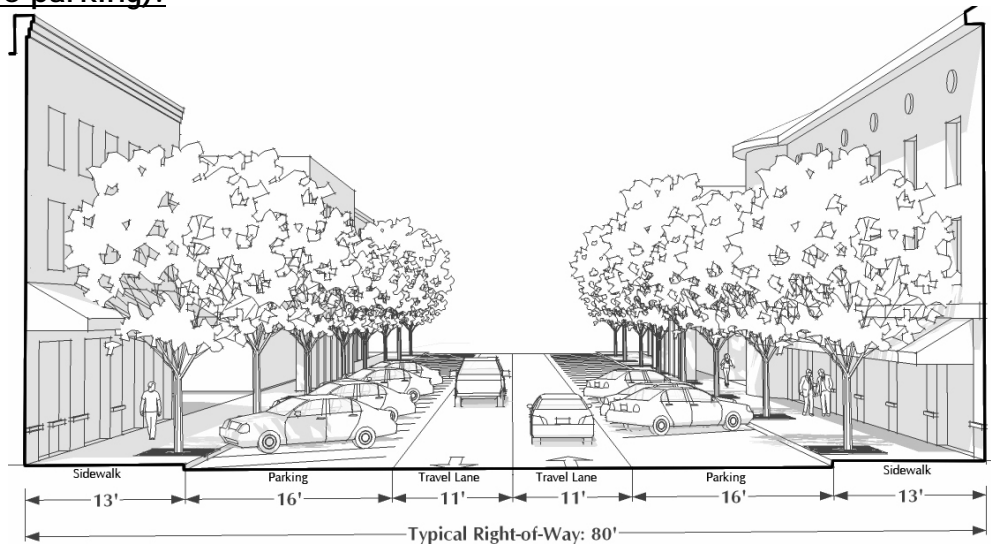 parking):
Sidewalk Parking Travel Lane Travel Lane Parking Sidewalk
13' 16' 11' 11' 16' 13'
Typical Right-of-Way: 80'